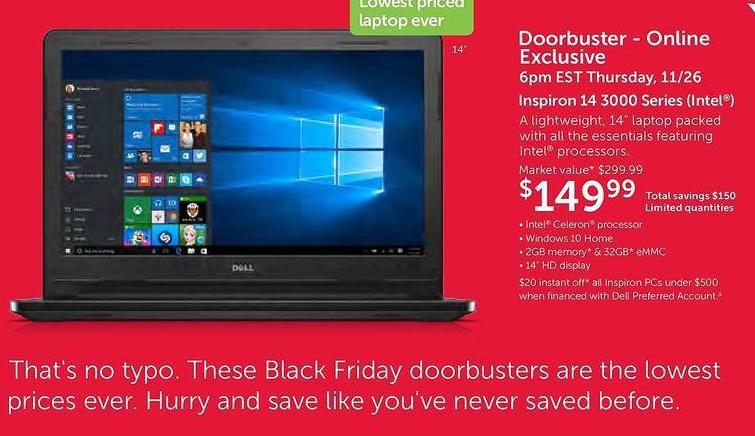 Lowest priced
laptop ever
14"
Doorbuster - Online
Exclusive
6pm EST Thursday, 11/26
Inspiron 14 3000 Series (Intel®)
A lightweight, 14" laptop packed
with all the essentials featuring
Intel® processors.
Market value* $299.99
$149.99
Total savings $150
Limited quantities
• Intel® Celeron® processor
• Windows 10 Home
• 2GB memory* & 32GB* eMMC
• 14" HD display
$20 instant off* all Inspiron PCs under $500
when financed with Dell Preferred Account.∆
DELL
That's no typo. These Black Friday doorbusters are the lowest
prices ever. Hurry and save like you've never saved before.